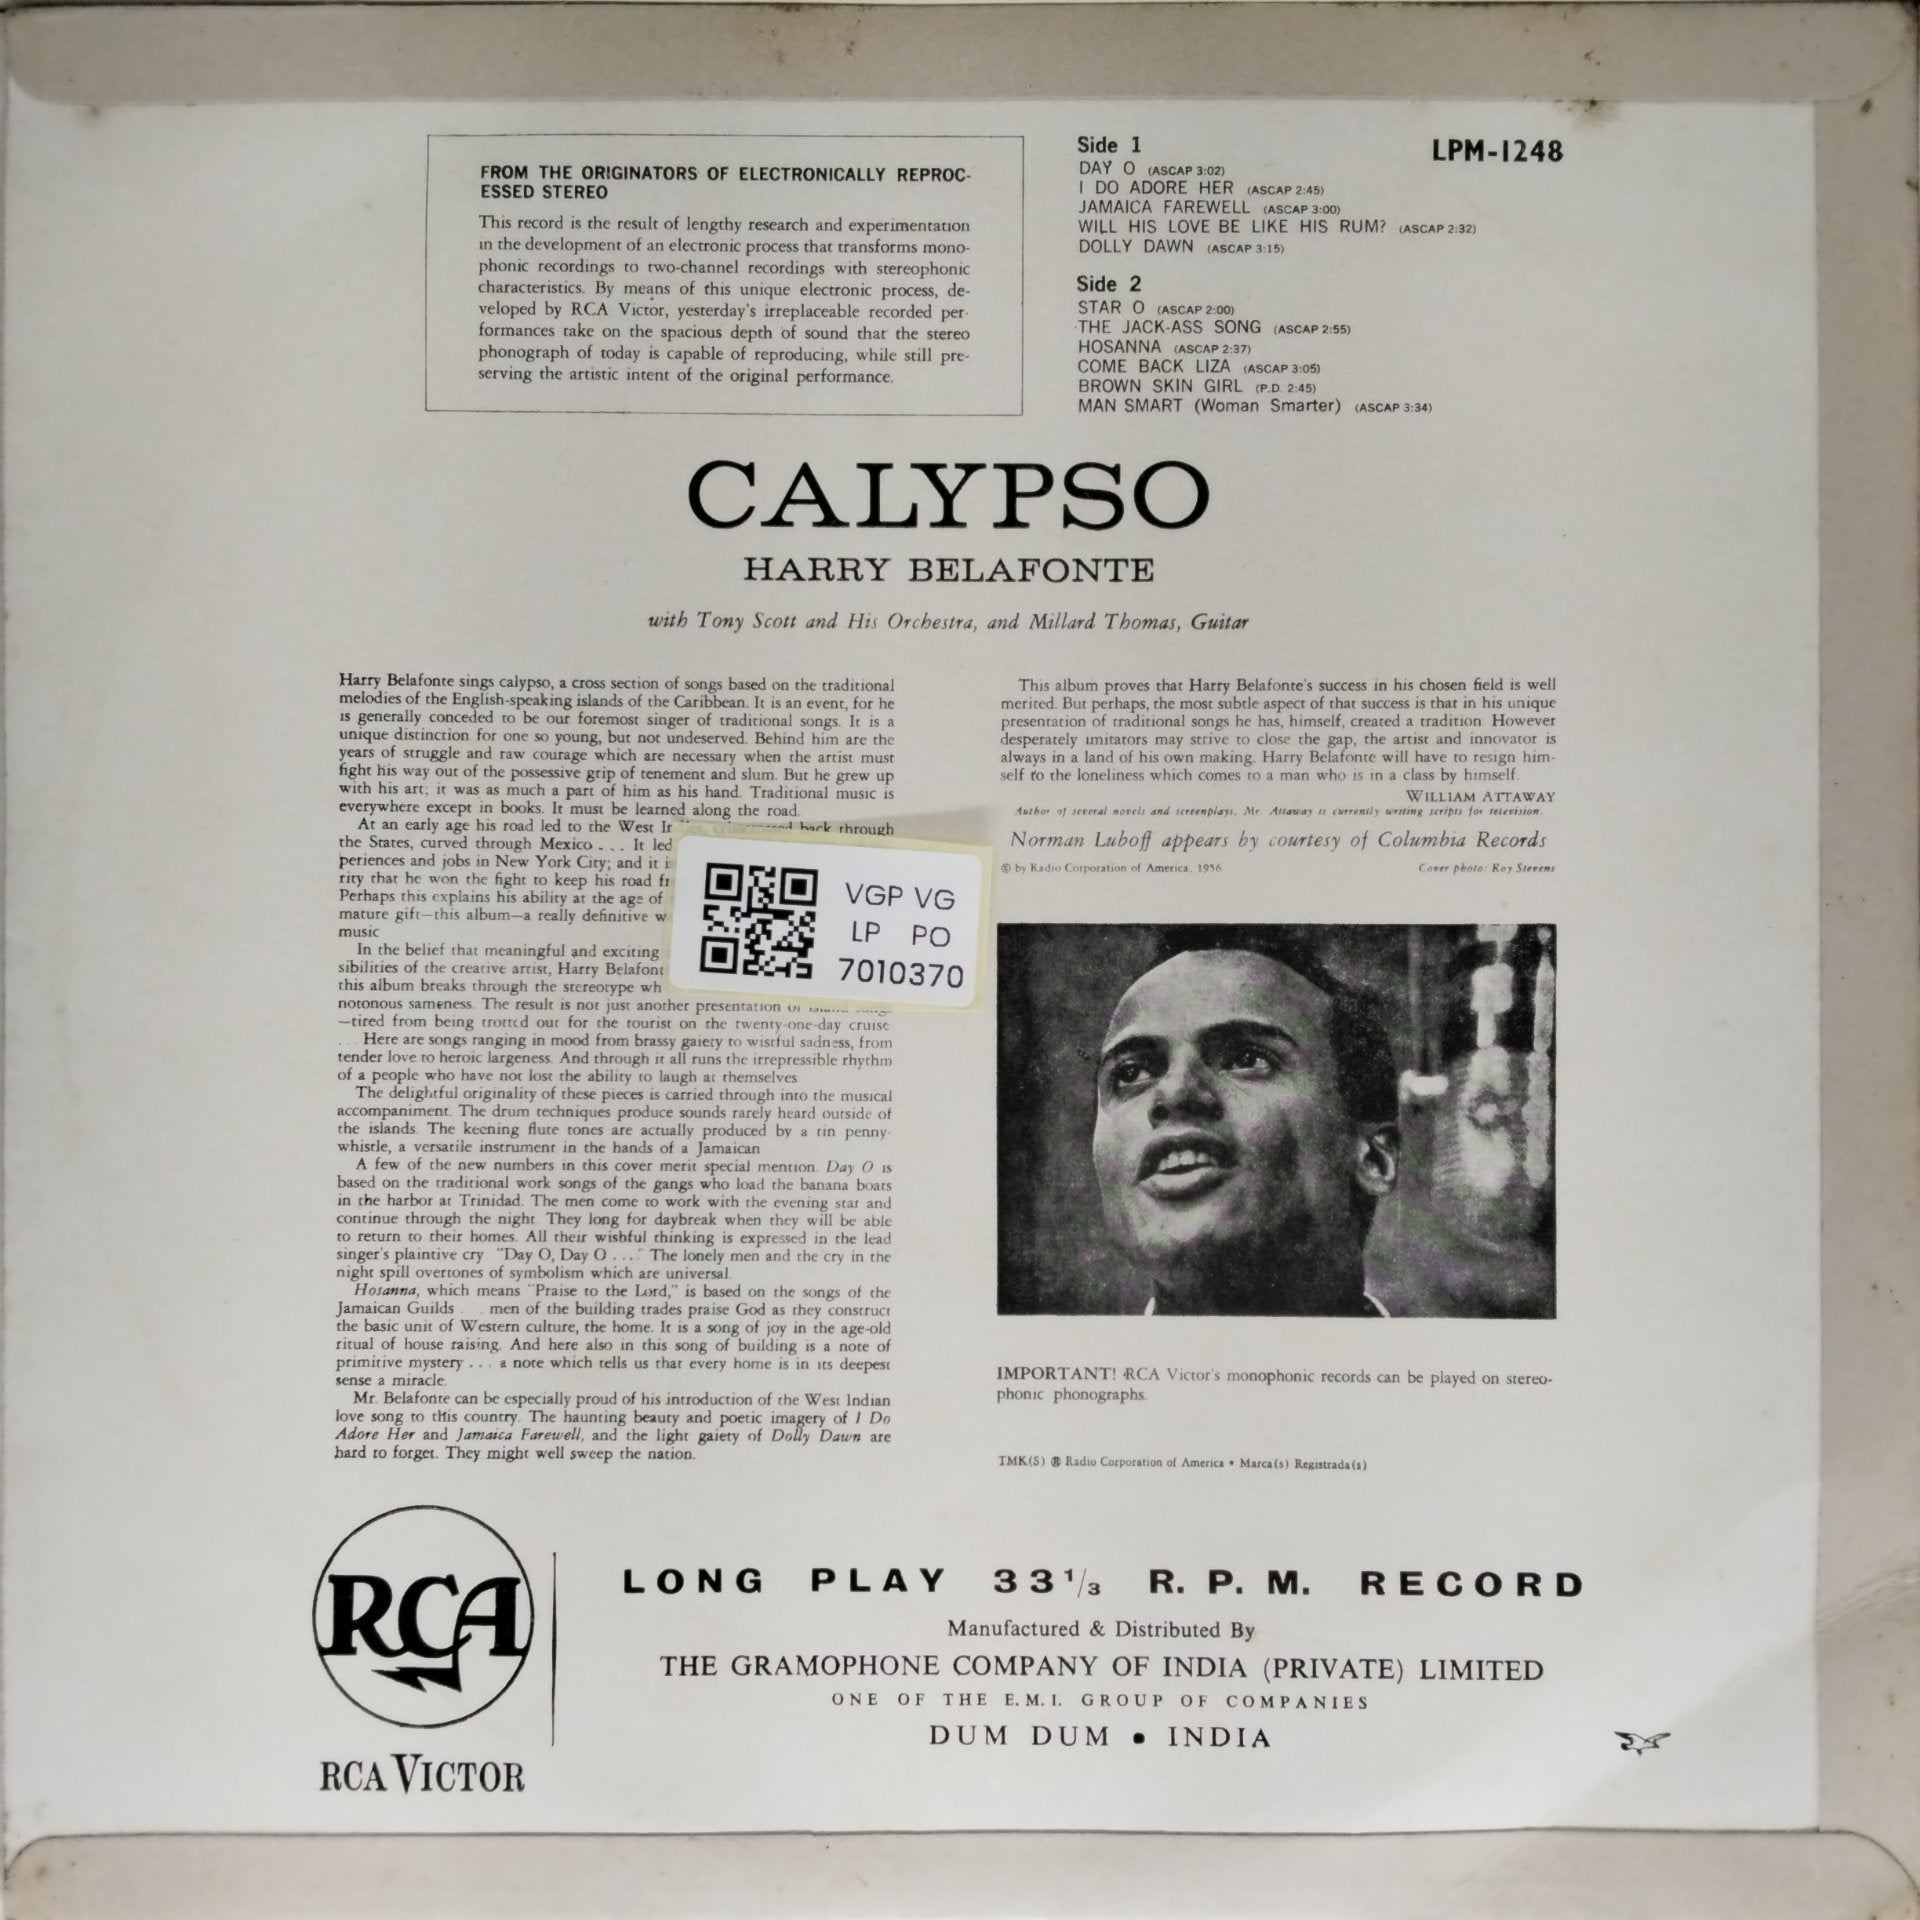 FROM THE ORIGINATORS OF ELECTRONICALLY REPROC-
ESSED STEREO
This record is the result of lengthy research and experimentation
in the development of an electronic process that transforms mono-
phonic recordings to two-channel recordings with stereophonic
characteristics. By means of this unique electronic process, de-
veloped by RCA Victor, yesterday's irreplaceable recorded per-
formances take on the spacious depth of sound that the stereo
phonograph of today is capable of reproducing, while still pre-
serving the artistic intent of the original performance.
LPM-1248
Side 1
DAY O (ASCAP 3:02)
I DO ADORE HER (ASCAP 2:45)
JAMAICA FAREWELL (ASCAP 3:00)
WILL HIS LOVE BE LIKE HIS RUM? (ASCAP 2:32)
DOLLY DAWN (ASCAP 3:15)
Side 2
STAR O (ASCAP 2:00)
THE JACK-ASS SONG (ASCAP 2:55)
HOSANNA (ASCAP 2:37)
COME BACK LIZA (ASCAP 3:05)
BROWN SKIN GIRL (P.D. 2:45)
MAN SMART (Woman Smarter) (ASCAP 3:34)
CALYPSO
HARRY BELAFONTE
with Tony Scott and His Orchestra, and Millard Thomas, Guitar
Harry Belafonte sings calypso, a cross section of songs based on the traditional
melodies of the English-speaking islands of the Caribbean. It is an event, for he
is generally conceded to be our foremost singer of traditional songs. It is a
unique distinction for one so young, but not undeserved. Behind him are the
years of struggle and raw courage which are necessary when the artist must
fight his way out of the possessive grip of tenement and slum. But he grew up
with his art; it was as much a part of him as his hand. Traditional music is
everywhere except in books. It must be learned along the road.
At an early age his road led to the West back through
the States, curved through Mexico . . . It led
periences and jobs in New York City; and it
rity that he won the fight to keep his road
Perhaps this explains his ability at the age of
mature gift—this album—a really definitive
music
In the belief that meaningful and exciting
sibilities of the creative artist, Harry
this album breaks through the stereotype
notonous sameness. The result is not just another presentation of
—tired from being trotted out for the tourist on the twenty-one-day cruise
. . . Here are songs ranging in mood from brassy gaiety to wistful sadness, from
tender love to heroic largeness. And through it all runs the irrepressible rhythm
of a people who have not lost the ability to laugh at themselves
The delightful originality of these pieces is carried through into the musical
accompaniment. The drum techniques produce sounds rarely heard outside of
the islands. The keening flute tones are actually produced by a tin penny-
whistle, a versatile instrument in the hands of a Jamaican
A few of the new numbers in this cover merit special mention. Day O is
based on the traditional work songs of the gangs who load the banana boats
in the harbor at Trinidad. The men come to work with the evening star and
continue through the night. They long for daybreak when they will be able
to return to their homes. All their wishful thinking is expressed in the lead
singer's plaintive cry "Day O, Day O . . ." The lonely men and the cry in the
night spill overtones of symbolism which are universal.
Hosanna, which means "Praise to the Lord," is based on the songs of the
Jamaican Guilds . . men of the building trades praise God as they construct
the basic unit of Western culture, the home. It is a song of joy in the age-old
ritual of house raising. And here also in this song of building is a note of
primitive mystery . . . a note which tells us that every home is in its deepest
sense a miracle.
Mr. Belafonte can be especially proud of his introduction of the West Indian
love song to this country. The haunting beauty and poetic imagery of I Do
Adore Her and Jamaica Farewell, and the light gaiety of Dolly Dawn are
hard to forget. They might well sweep the nation.
This album proves that Harry Belafonte's success in his chosen field is well
merited. But perhaps, the most subtle aspect of that success is that in his unique
presentation of traditional songs he has, himself, created a tradition. However
desperately imitators may strive to close the gap, the artist and innovator is
always in a land of his own making. Harry Belafonte will have to resign him-
self to the loneliness which comes to a man who is in a class by himself.
WILLIAM ATTAWAY
Author of several novels and screenplays, Mr. Attaway is currently writing scripts for television.
Norman Luboff appears by courtesy of Columbia Records
© by Radio Corporation of America, 1956 Cover photo: Roy Stevens
VGP VG
LP PO
7010370
IMPORTANT! RCA Victor's monophonic records can be played on stereo-
phonic phonographs.
TMK(S) ® Radio Corporation of America • Marca(s) Registrada(s)
RCA
RCA VICTOR
LONG PLAY 33 1/3 R. P. M. RECORD
Manufactured & Distributed By
THE GRAMOPHONE COMPANY OF INDIA (PRIVATE) LIMITED
ONE OF THE E.M.I. GROUP OF COMPANIES
DUM DUM • INDIA